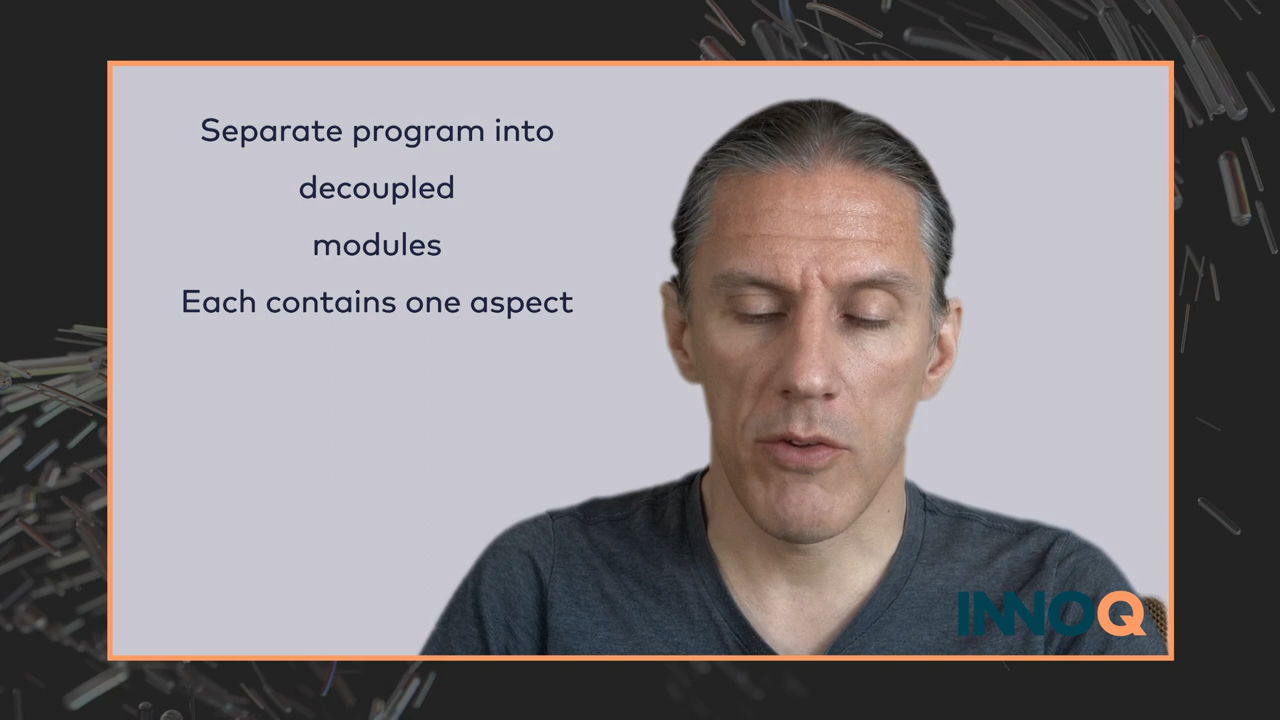 Separate program into
decoupled
modules
Each contains one aspect
INNOQ